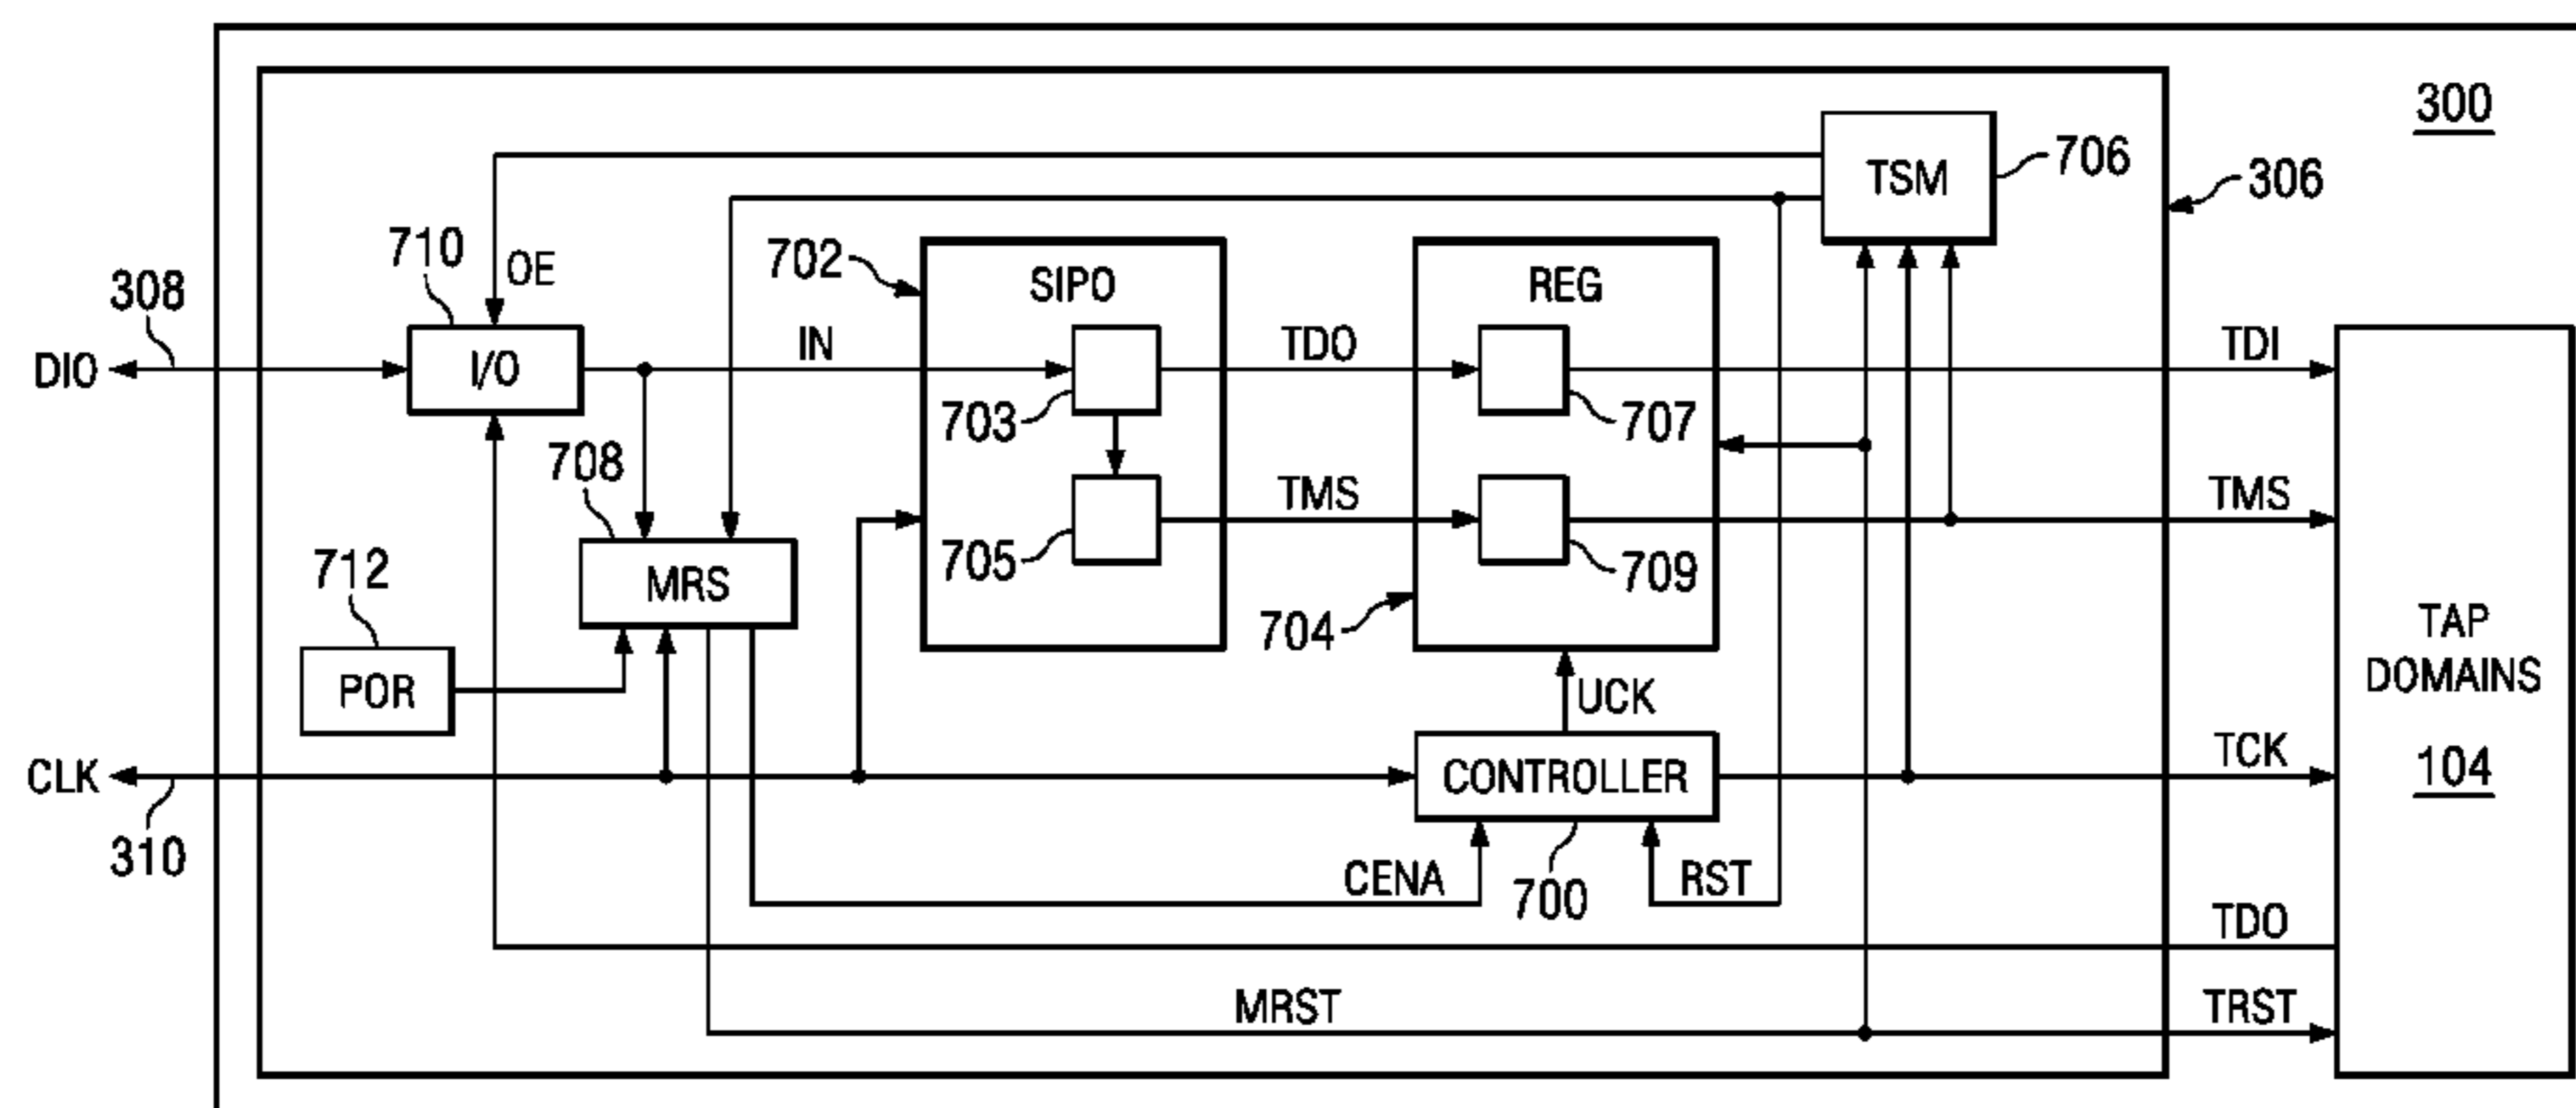 300
TSM
706
306
710
OE
702
SIPO
REG
308
DIO
I/O
IN
TDO
TDI
703
707
708
TMS
TMS
705
709
712
MRS
704
TAP
DOMAINS
104
POR
UCK
CLK
CONTROLLER
TCK
310
CENA
700
RST
TDO
MRST
TRST